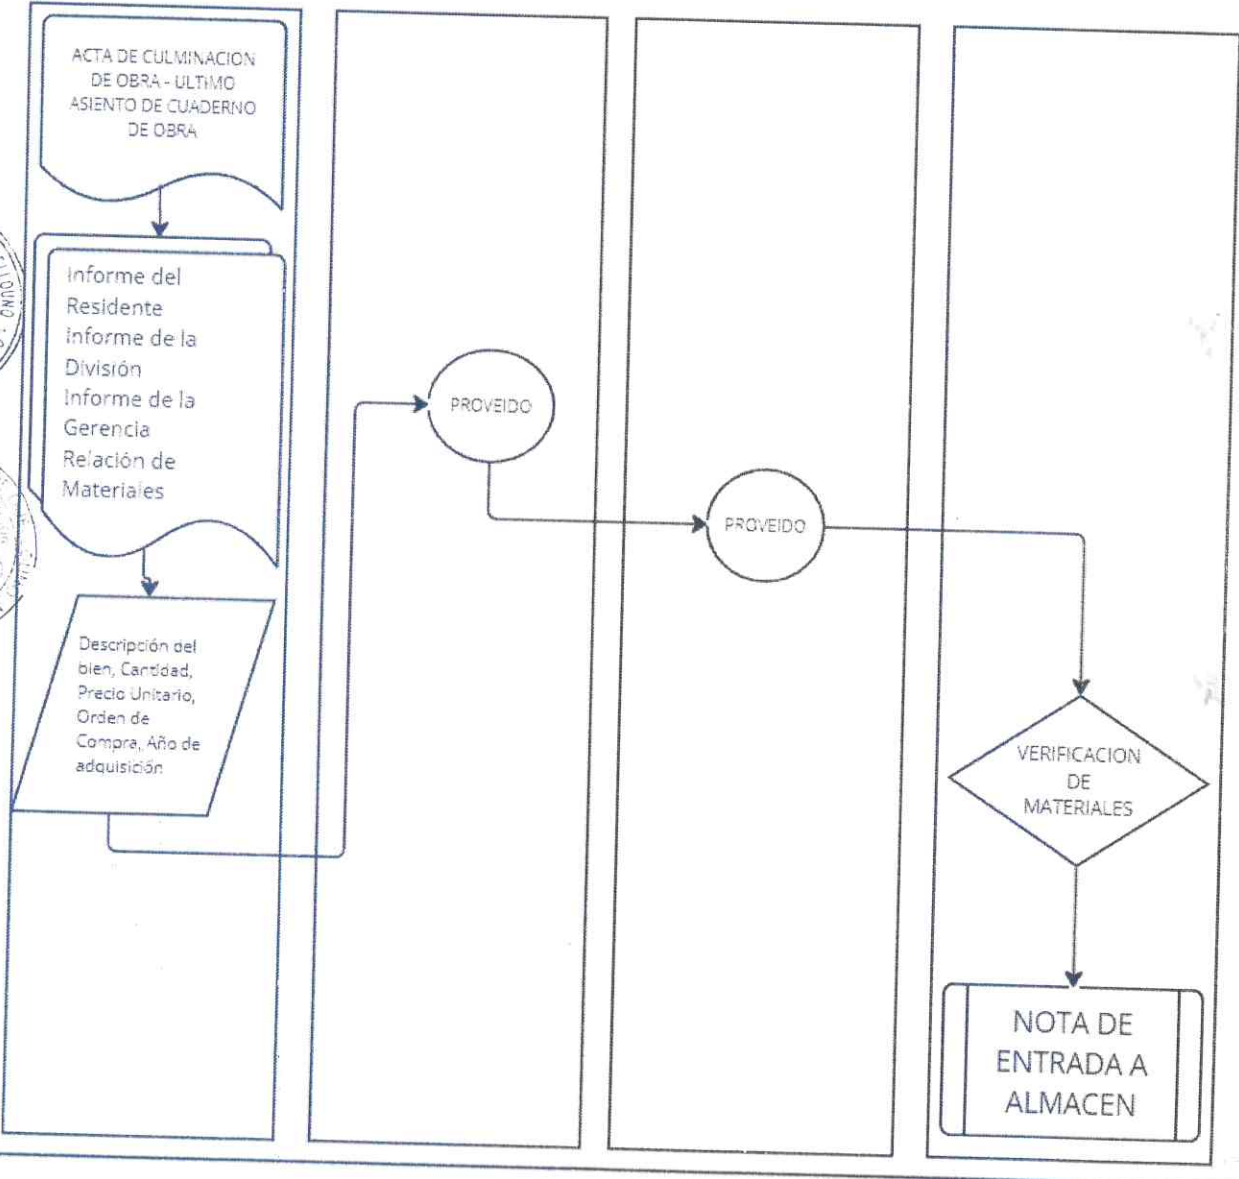 ACTA DE CULMINACION
DE OBRA - ULTIMO
ASIENTO DE CUADERNO
DE OBRA
Informe del
Residente
Informe de la
División
Informe de la
Gerencia
Relación de
Materiales
Descripción del
bien, Cantidad,
Precio Unitario,
Orden de
Compra, Año de
adquisición
PROVEIDO
PROVEIDO
VERIFICACION
DE
MATERIALES
NOTA DE
ENTRADA A
ALMACEN